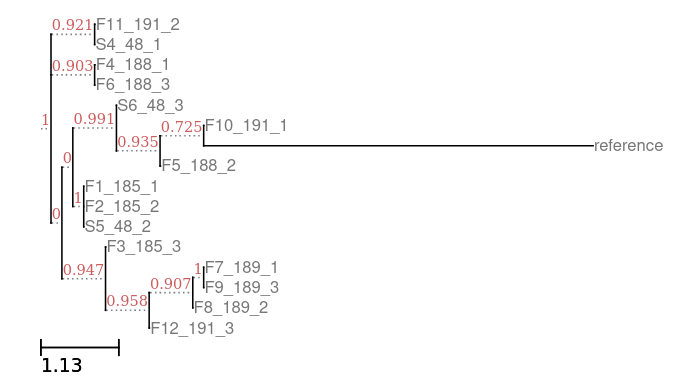 0.921 F11_191_2
S4_48_1
0.903 F4_188_1
F6_188_3
S6_48_3
1 0.991 0.725 F10_191_1
0.935 reference
0 F5_188_2
F1_185_1
1 F2_185_2
0 S5_48_2
F3_185_3
0.947 1 F7_189_1
0.907 F9_189_3
0.958 F8_189_2
F12_191_3
1.13